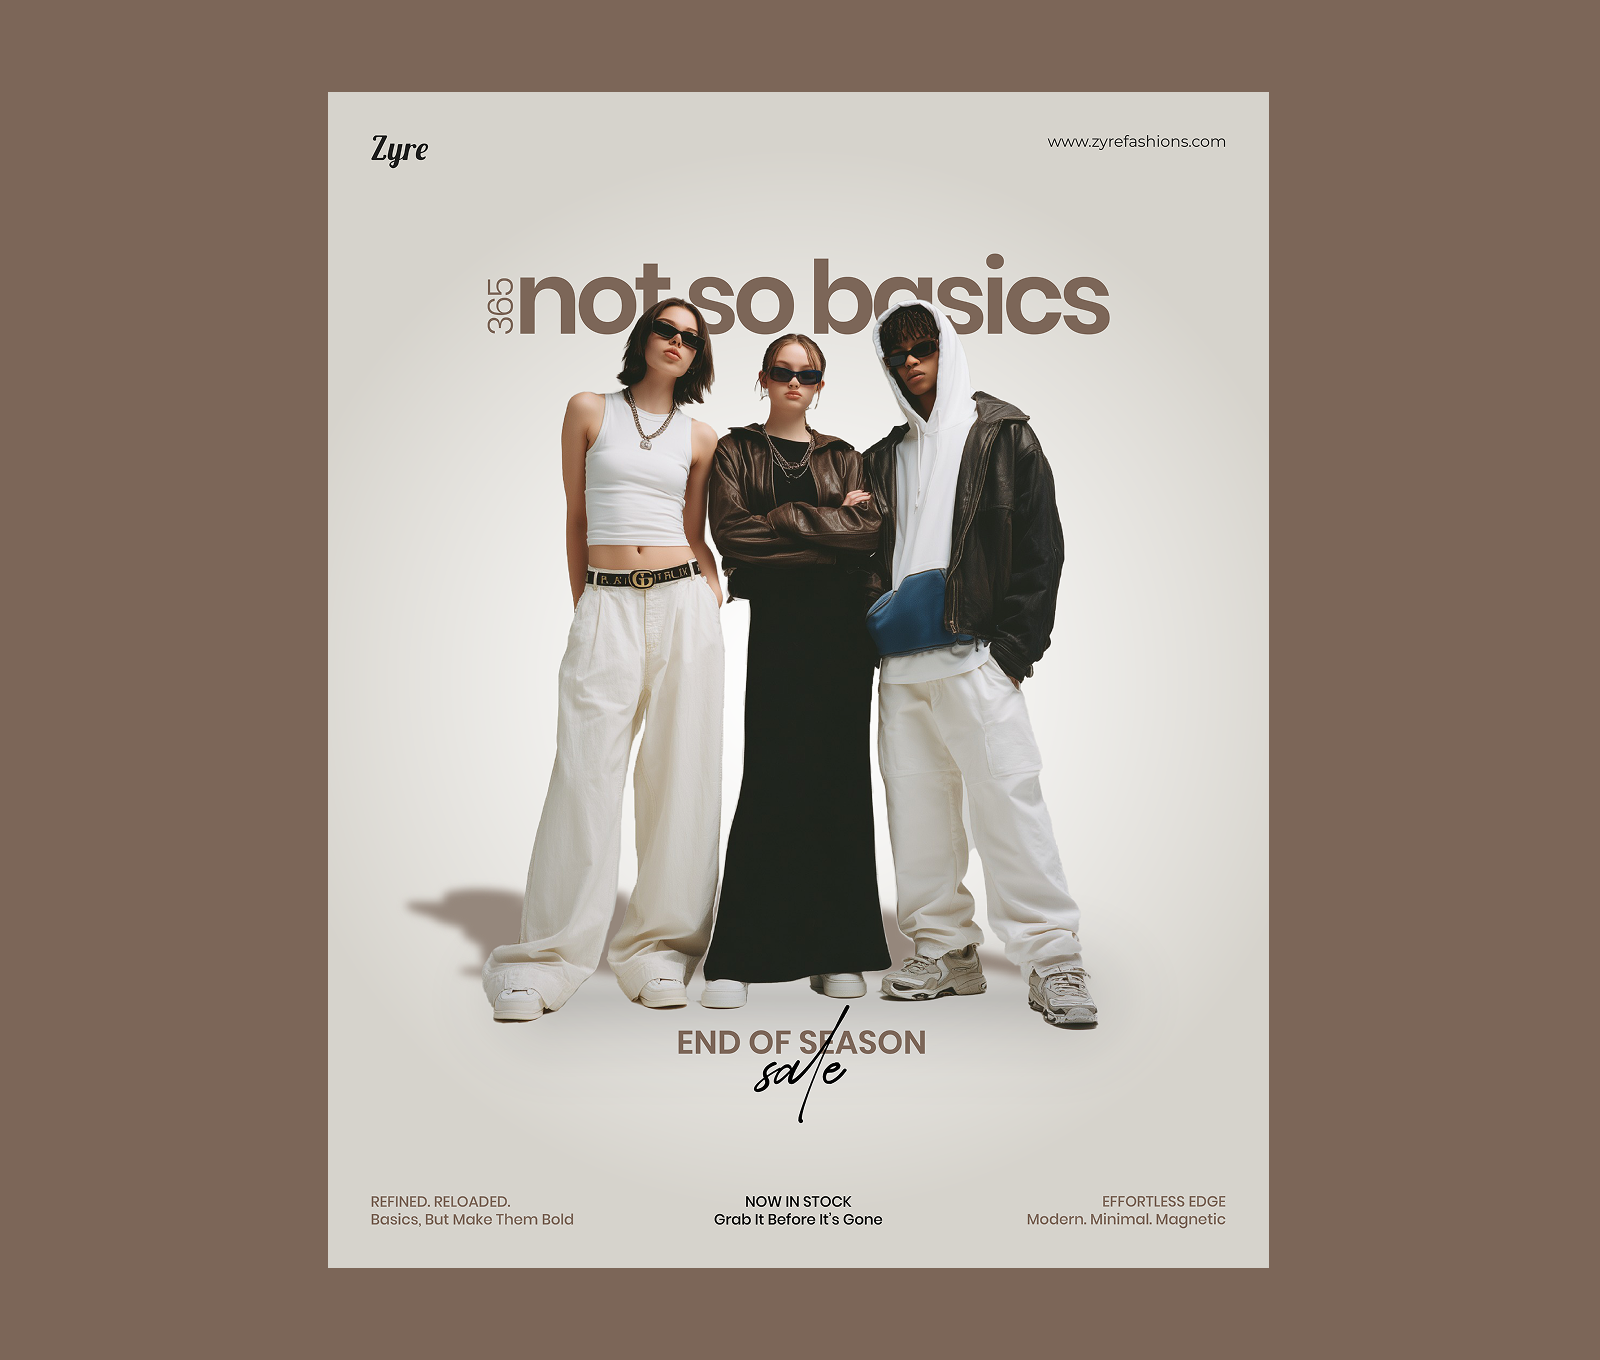 Zyre
www.zyrefashions.com
365
not so basics
END OF SEASON
sale
REFINED. RELOADED.
Basics, But Make Them Bold
NOW IN STOCK
Grab It Before It's Gone
EFFORTLESS EDGE
Modern. Minimal. Magnetic